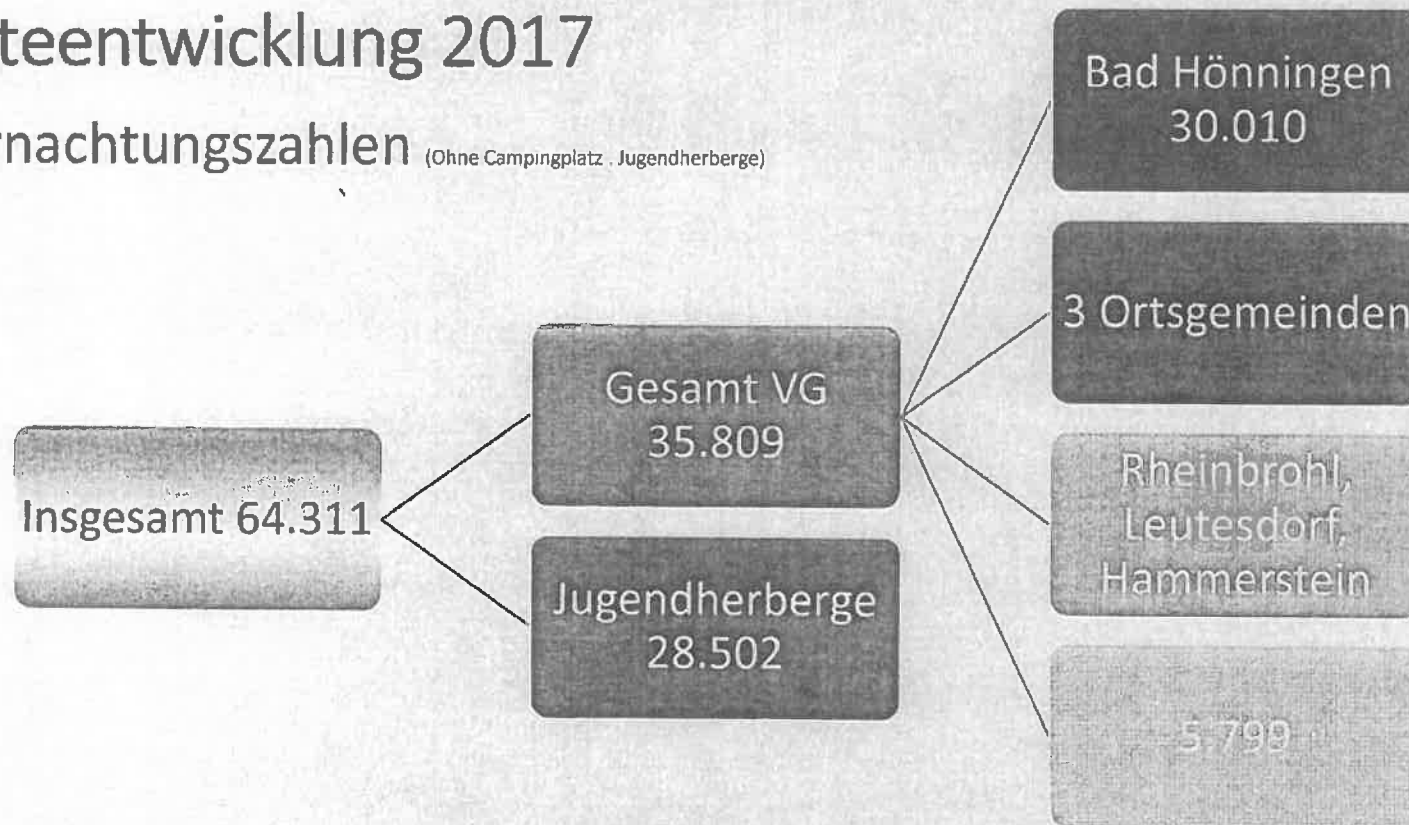 teentwicklung 2017
rnachtungszahlen (Ohne Campingplatz . Jugendherberge)
Insgesamt 64.311
Gesamt VG
35.809
Jugendherberge
28.502
Bad Hönningen
30.010
3 Ortsgemeinden
Rheinbrohl,
Leutesdorf,
Hammerstein
5.799